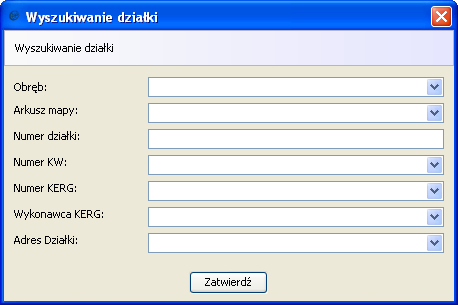 Wyszukiwanie działki
Wyszukiwanie działki
Obręb:
Arkusz mapy:
Numer działki:
Numer KW:
Numer KERG:
Wykonawca KERG:
Adres Działki:
Zatwierdź